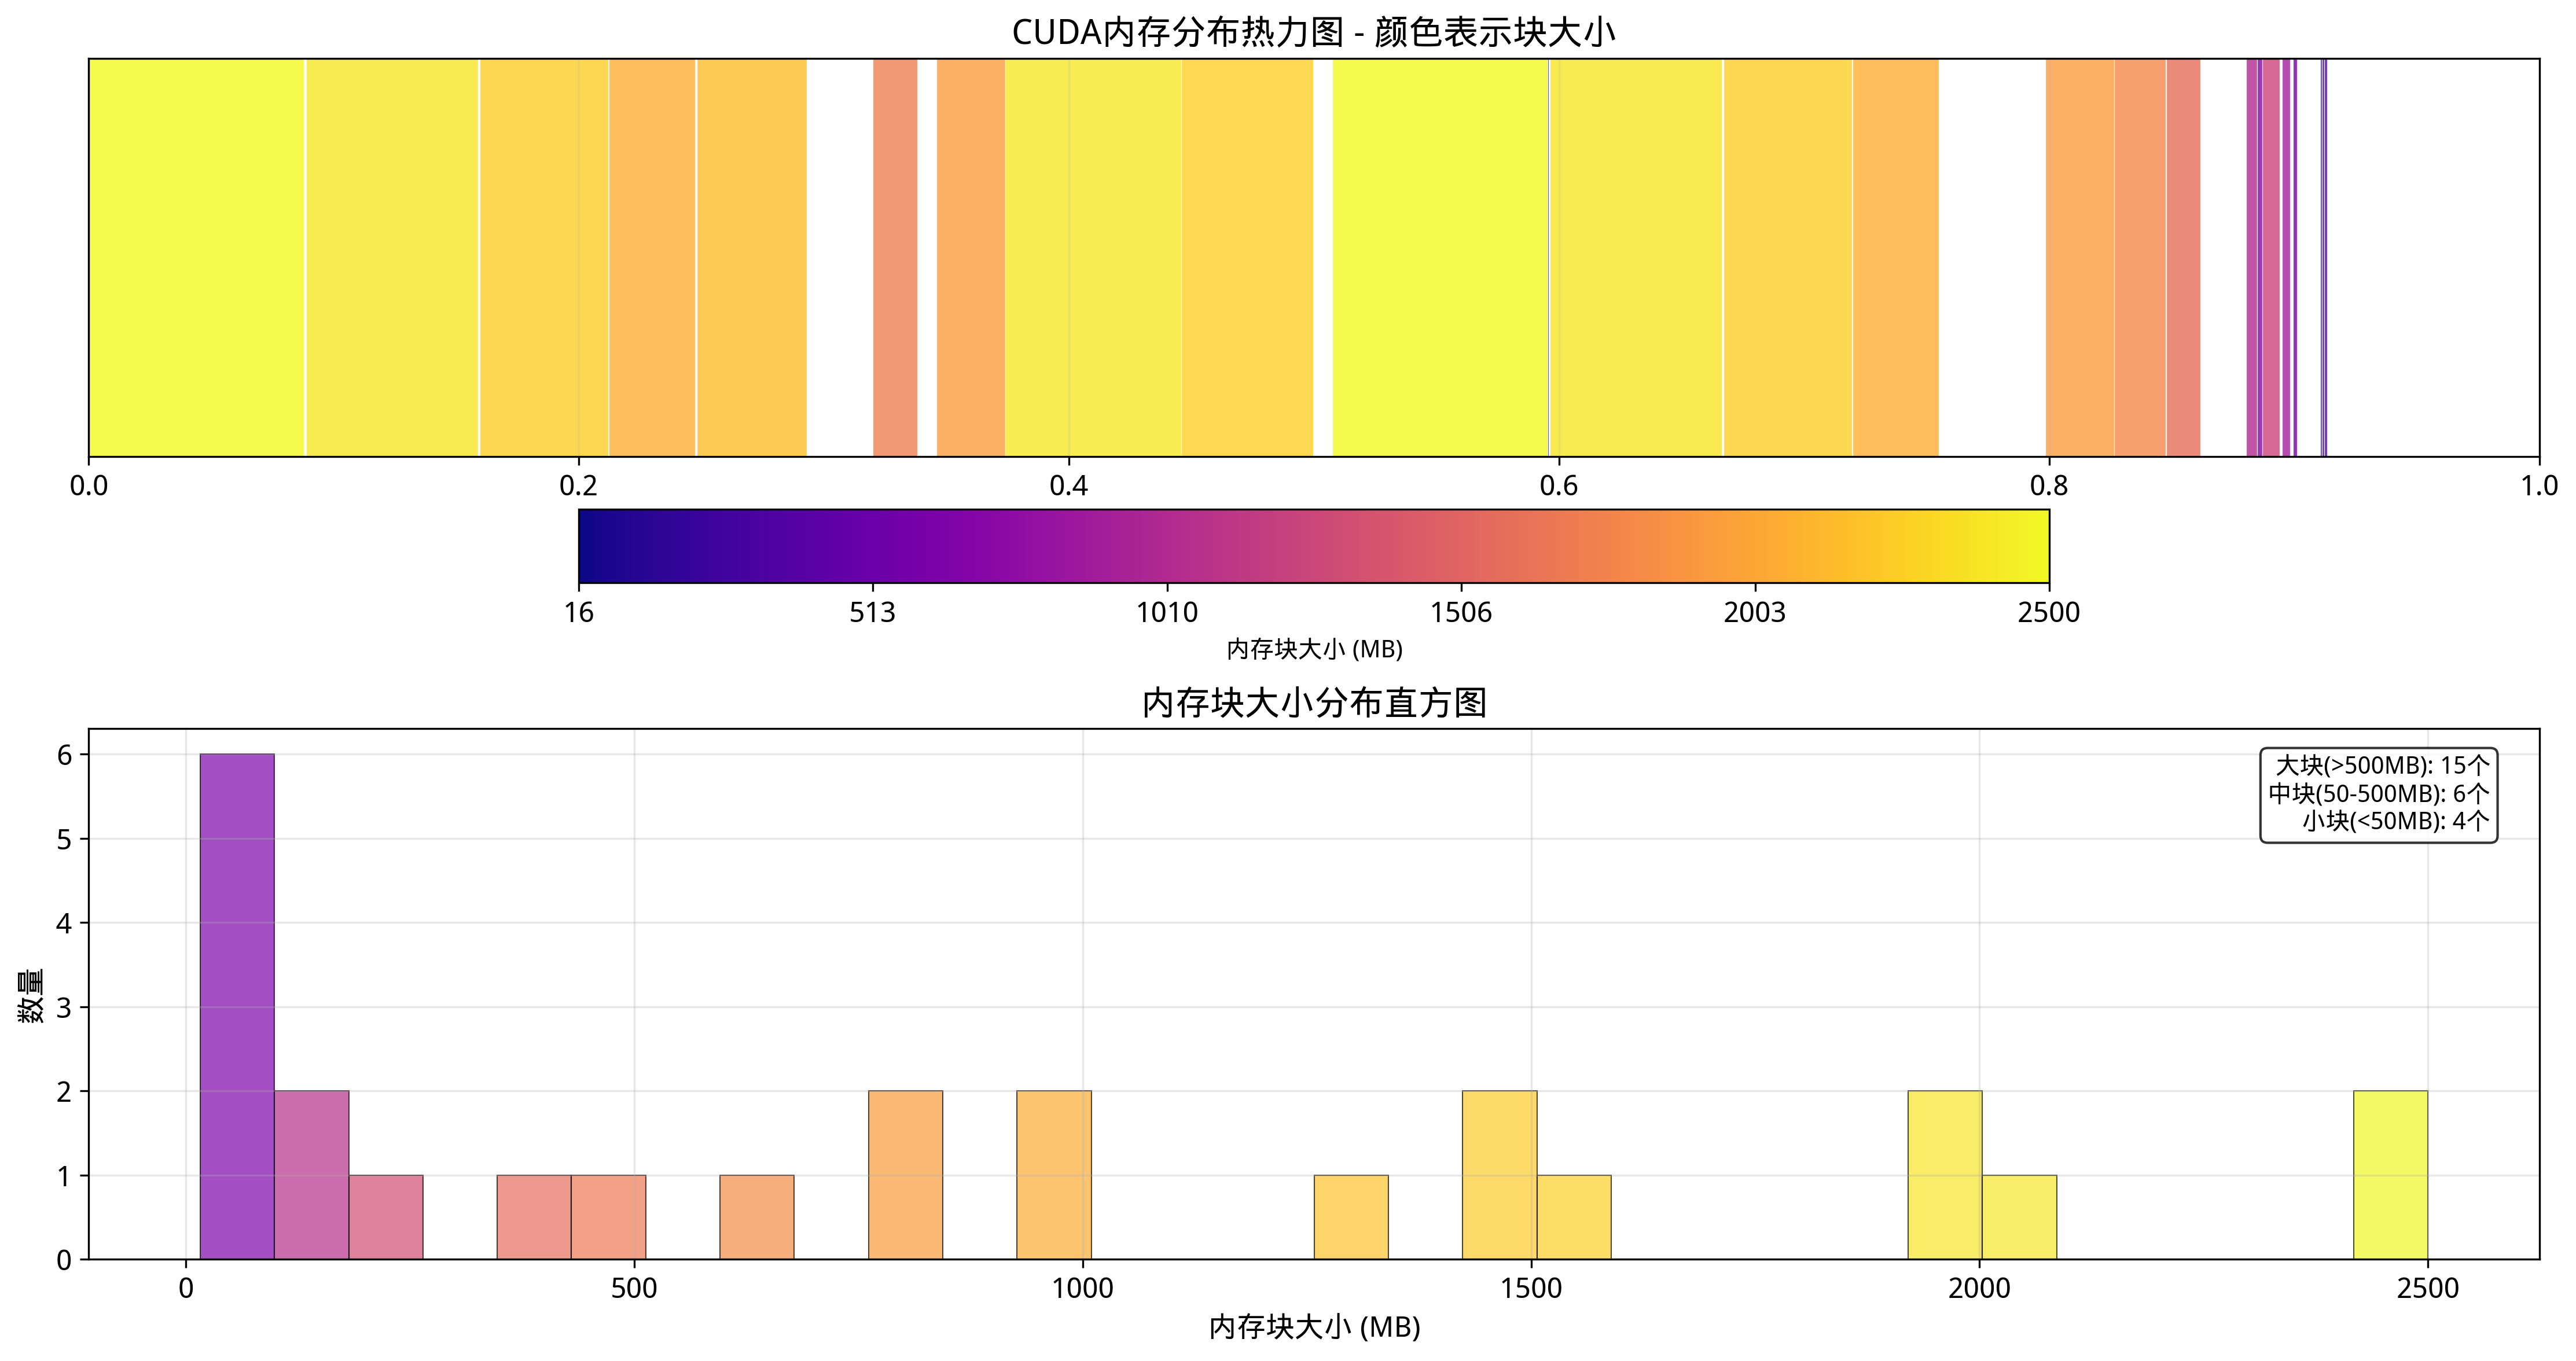 CUDA内存分布热力图 - 颜色表示块大小
0.0 0.2 0.4 0.6 0.8 1.0
16 513 1010 1506 2003 2500
内存块大小 (MB)
内存块大小分布直方图
大块(>500MB): 15个
中块(50-500MB): 6个
小块(<50MB): 4个
数量
6
5
4
3
2
1
0
0 500 1000 1500 2000 2500
内存块大小 (MB)